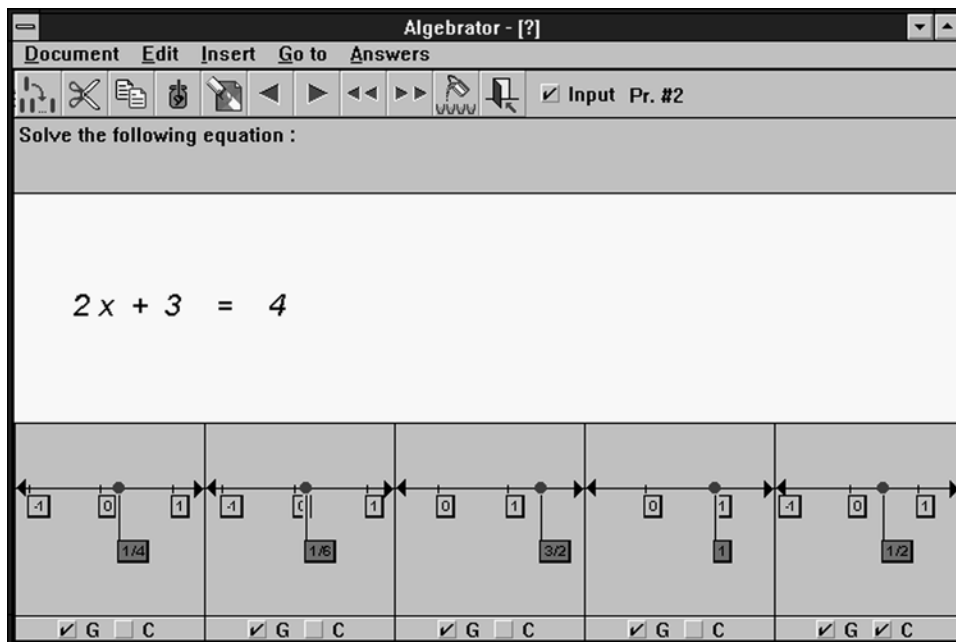 Algebrator - [?]
Document Edit Insert Go to Answers
Input Pr. #2
Solve the following equation :
2x + 3 = 4
-1 0 1 -1 0 1 0 1 0 1 -1 0 1
1/4 1/6 3/2 1 1/2
G C G C G C G C G C